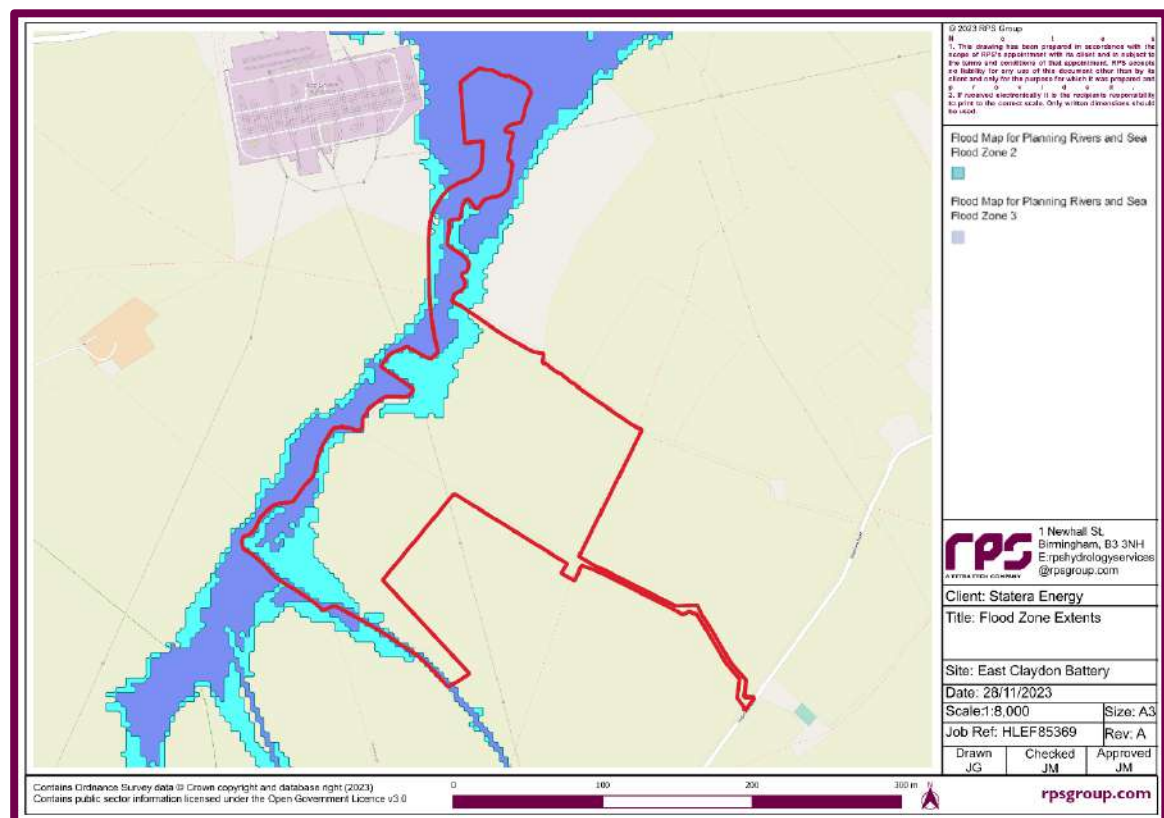 © 2023 RPS Group
N o t e s
1. This drawing has been prepared in accordance with the
scope of RPS's appointment with its client and is subject to
the terms and conditions of that appointment. RPS accepts
no liability for any use of this document other than by its
client and only for the purposes for which it was prepared and
p r o v i d e d .
2. If received electronically it is the recipients responsibility
to print to the correct scale. Only written dimensions should
be used.
Flood Map for Planning Rivers and Sea
Flood Zone 2
Flood Map for Planning Rivers and Sea
Flood Zone 3
rps
A TETRA TECH COMPANY
1 Newhall St,
Birmingham, B3 3NH
E:rpshydrologyservices
@rpsgroup.com
Client: Statera Energy
Title: Flood Zone Extents
Site: East Claydon Battery
Date: 28/11/2023
Scale:1:8,000
Size: A3
Job Ref: HLEF85369
Rev: A
Drawn
JG
Checked
JM
Approved
JM
Contains Ordnance Survey data © Crown copyright and database right (2023)
Contains public sector information licensed under the Open Government Licence v3.0
0 100 200 300 m
N
rpsgroup.com